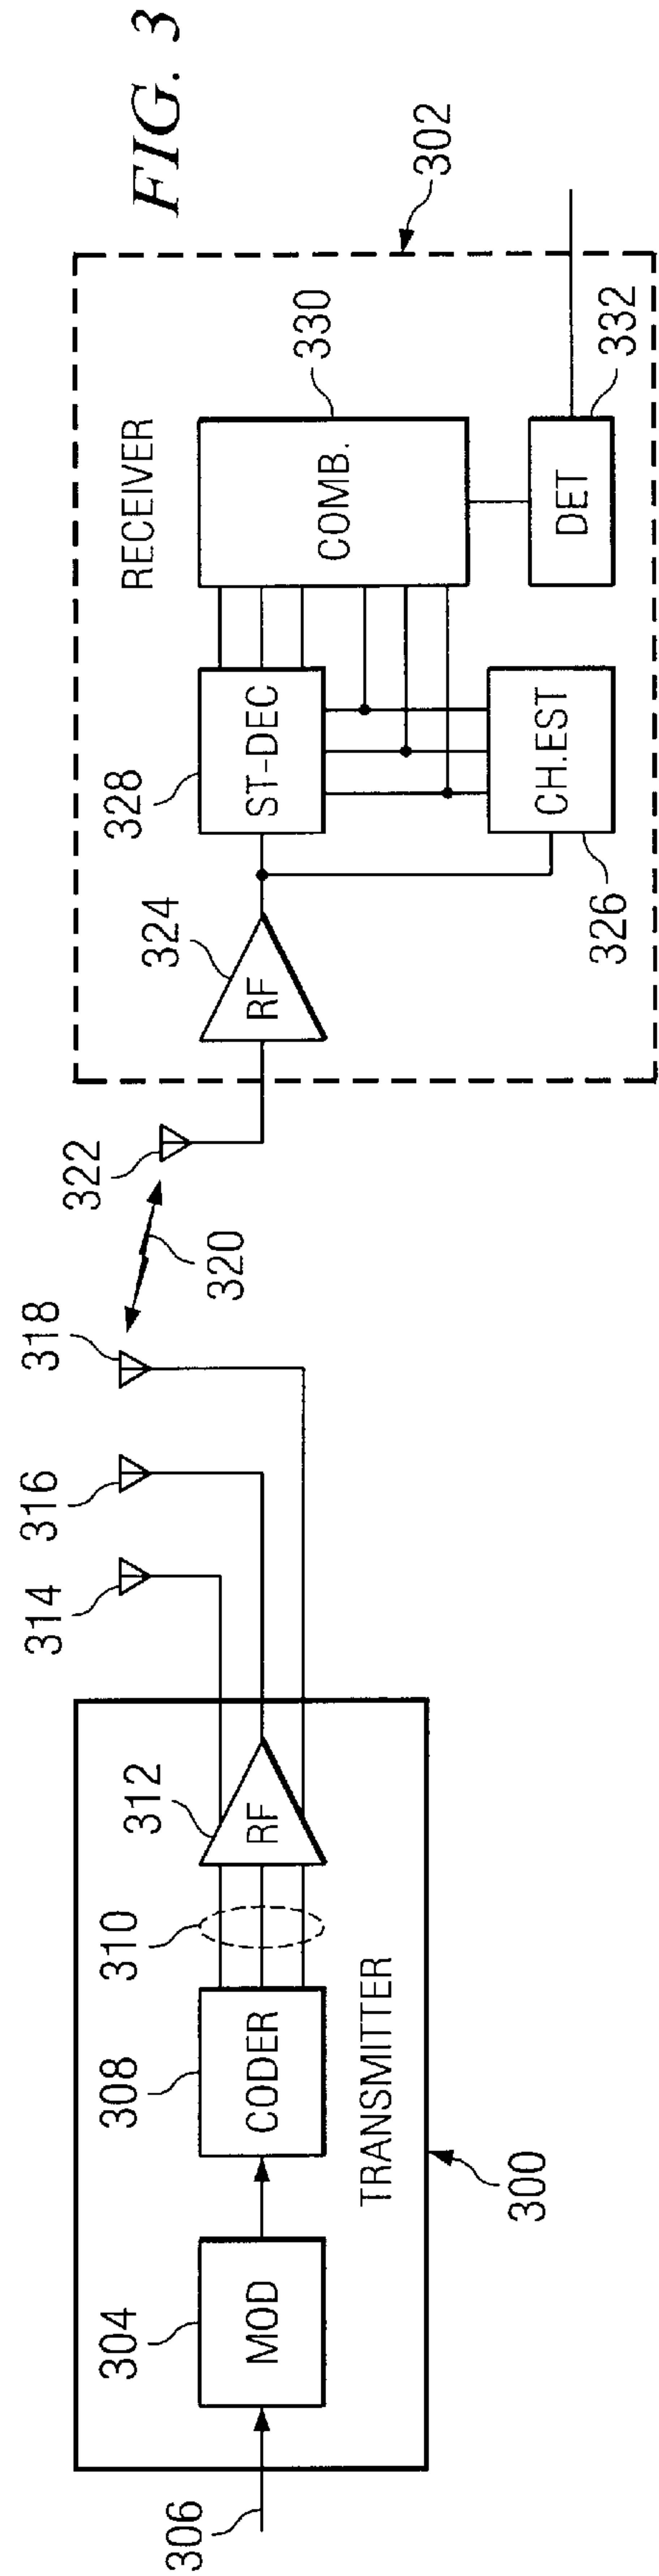 FIG. 3
306
304
MOD
308
CODER
310
312
RF
TRANSMITTER
300
314
316
318
320
322
324
RF
328
ST-DEC
326
CH.EST
RECEIVER
330
COMB.
332
DET
302